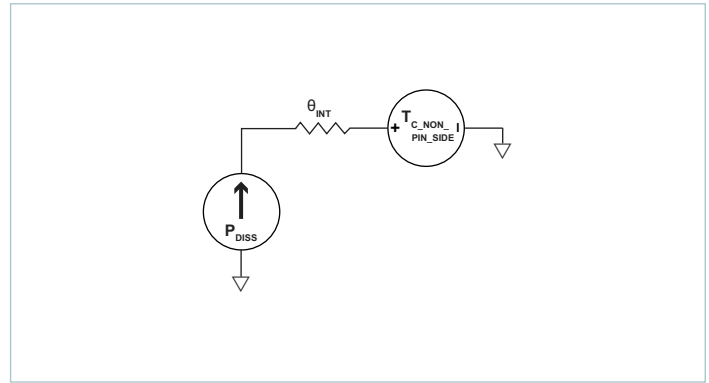 θINT
+ TC_NON_ I
PIN_SIDE
PDISS